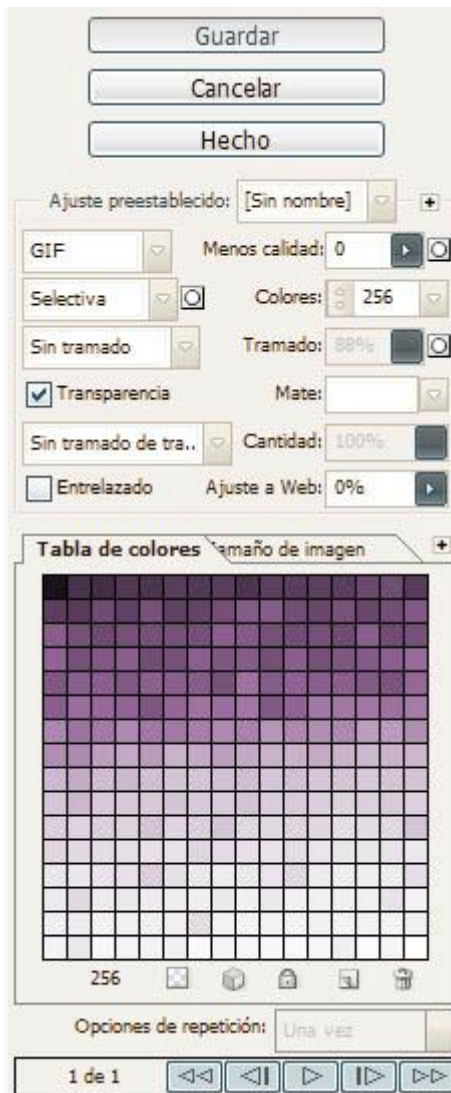 Guardar
Cancelar
Hecho
Ajuste preestablecido: [Sin nombre]
GIF Menos calidad: 0
Selectiva Colores: 256
Sin tramado Tramado: 88%
Transparencia Mate:
Sin tramado de tra.. Cantidad: 100%
Entrelazado Ajuste a Web: 0%
Tabla de colores amaño de imagen
256
Opciones de repetición: Una vez
1 de 1